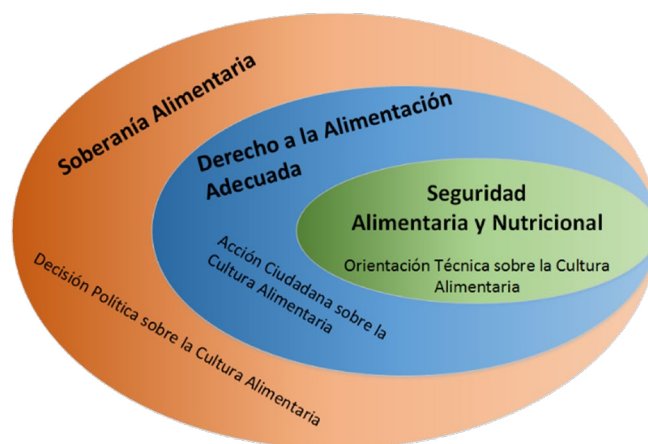 Soberanía Alimentaria
Decisión Política sobre la Cultura Alimentaria
Derecho a la Alimentación
Adecuada
Acción Ciudadana sobre la
Cultura Alimentaria
Seguridad
Alimentaria y Nutricional
Orientación Técnica sobre la Cultura
Alimentaria